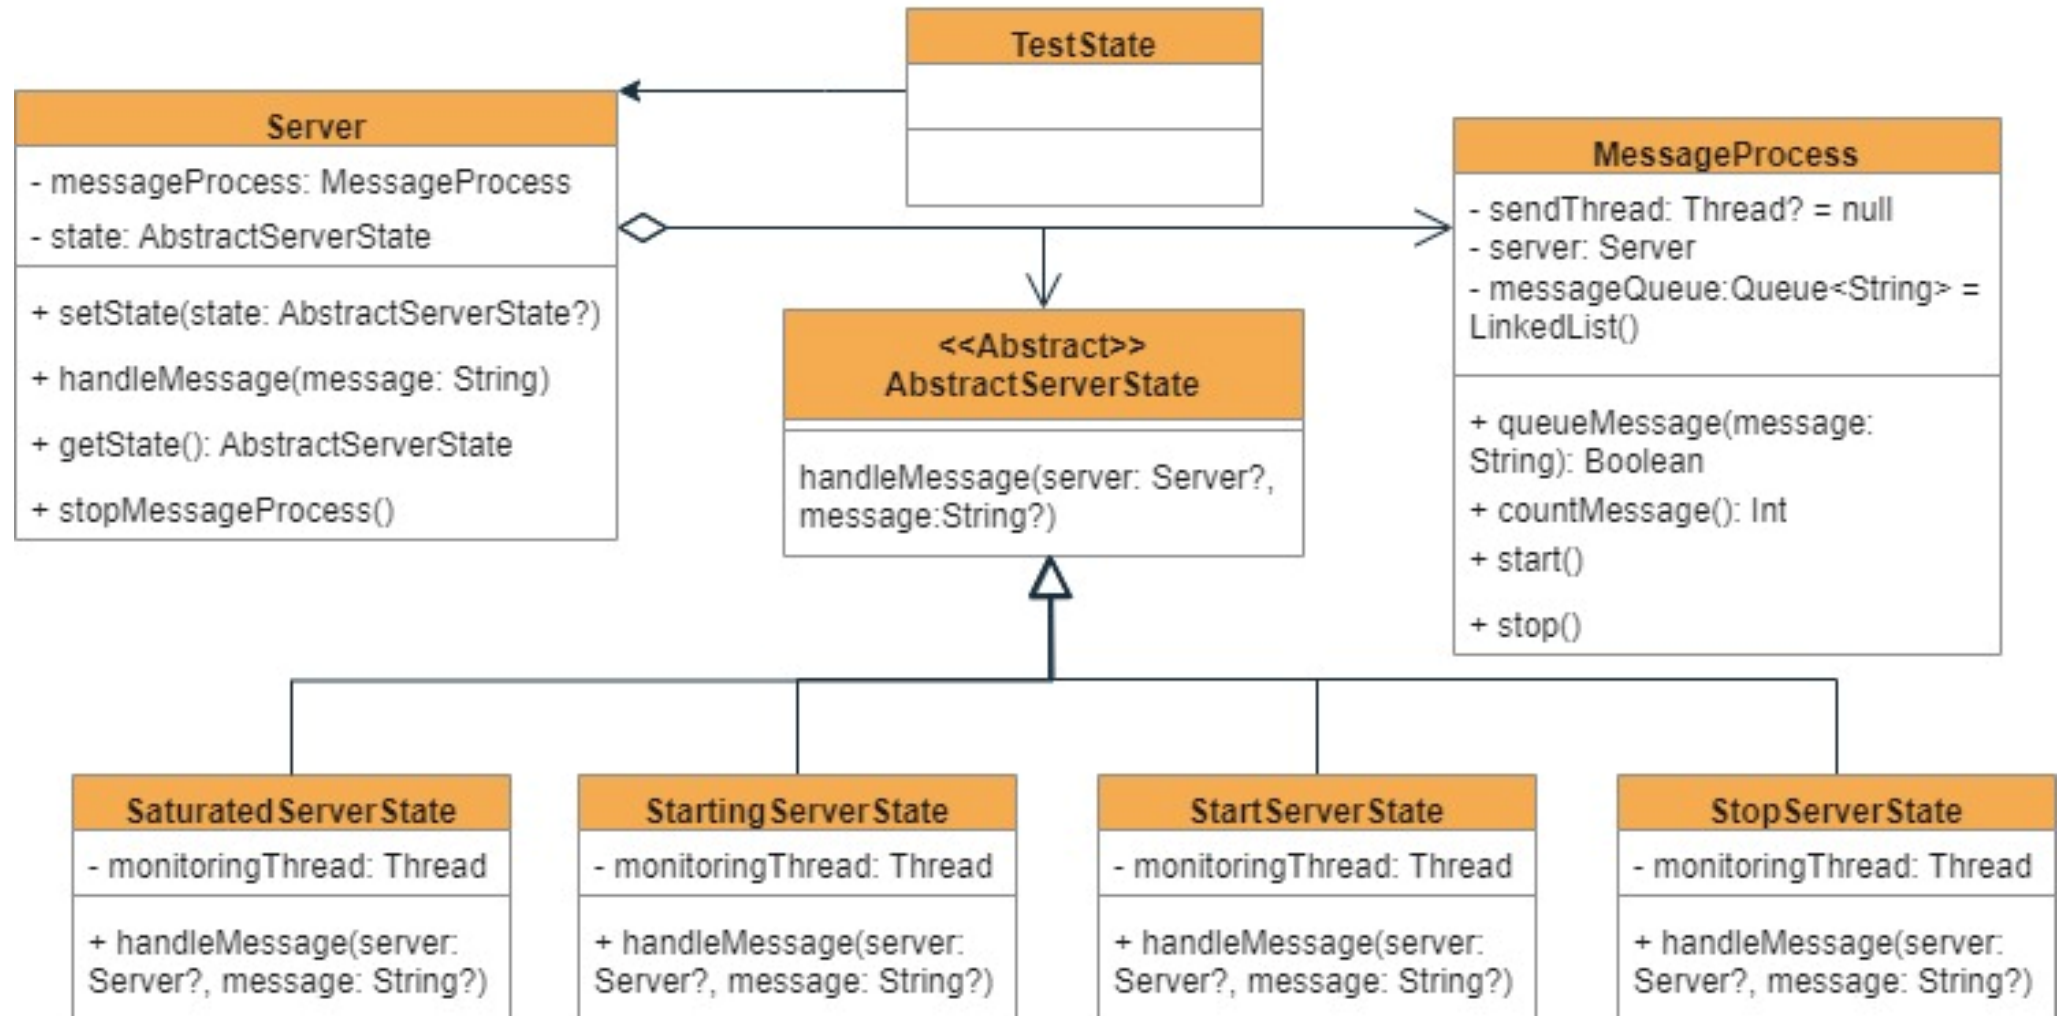 TestState
Server
- messageProcess: MessageProcess
- state: AbstractServerState
+ setState(state: AbstractServerState?)
+ handleMessage(message: String)
+ getState(): AbstractServerState
+ stopMessageProcess()
MessageProcess
- sendThread: Thread? = null
- server: Server
- messageQueue:Queue<String> =
LinkedList()
+ queueMessage(message:
String): Boolean
+ countMessage(): Int
+ start()
+ stop()
<<Abstract>>
AbstractServerState
handleMessage(server: Server?,
message:String?)
SaturatedServerState
- monitoringThread: Thread
+ handleMessage(server:
Server?, message: String?)
StartingServerState
- monitoringThread: Thread
+ handleMessage(server:
Server?, message: String?)
StartServerState
- monitoringThread: Thread
+ handleMessage(server:
Server?, message: String?)
StopServerState
- monitoringThread: Thread
+ handleMessage(server:
Server?, message: String?)